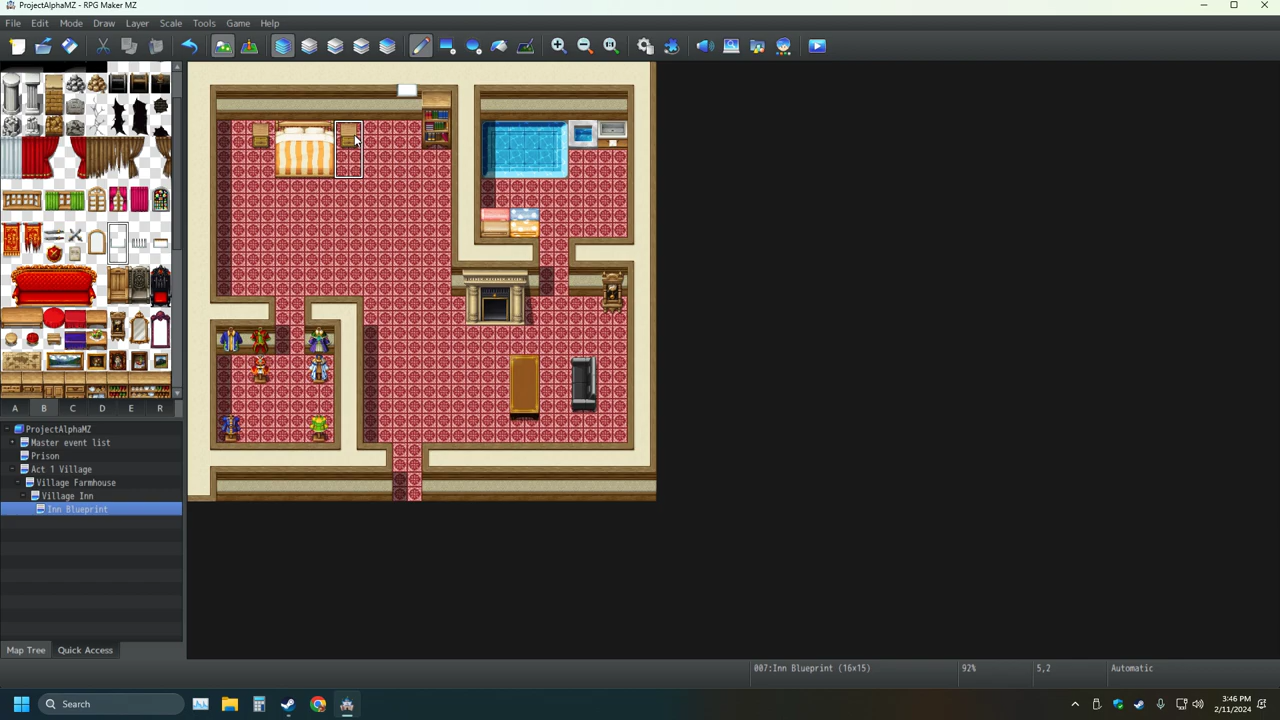 ProjectAlphaMZ - RPG Maker MZ
File Edit Mode Draw Layer Scale Tools Game Help
A B C D E R
ProjectAlphaMZ
Master event list
Prison
Act 1 Village
Village Farmhouse
Village Inn
Inn Blueprint
Map Tree Quick Access
007:Inn Blueprint (16×15) 92% 5,2 Automatic
Search
3:46 PM
2/11/2024